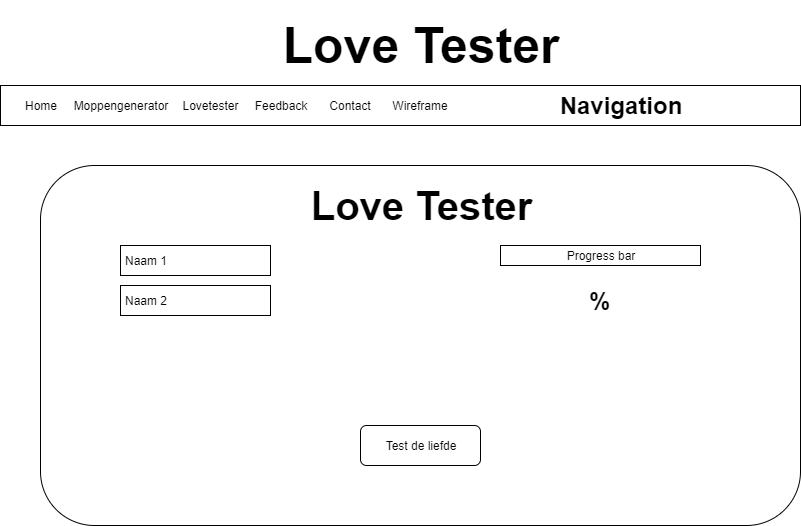 Love Tester
Home Moppengenerator Lovetester Feedback Contact Wireframe Navigation
Love Tester
Naam 1
Progress bar
Naam 2
%
Test de liefde